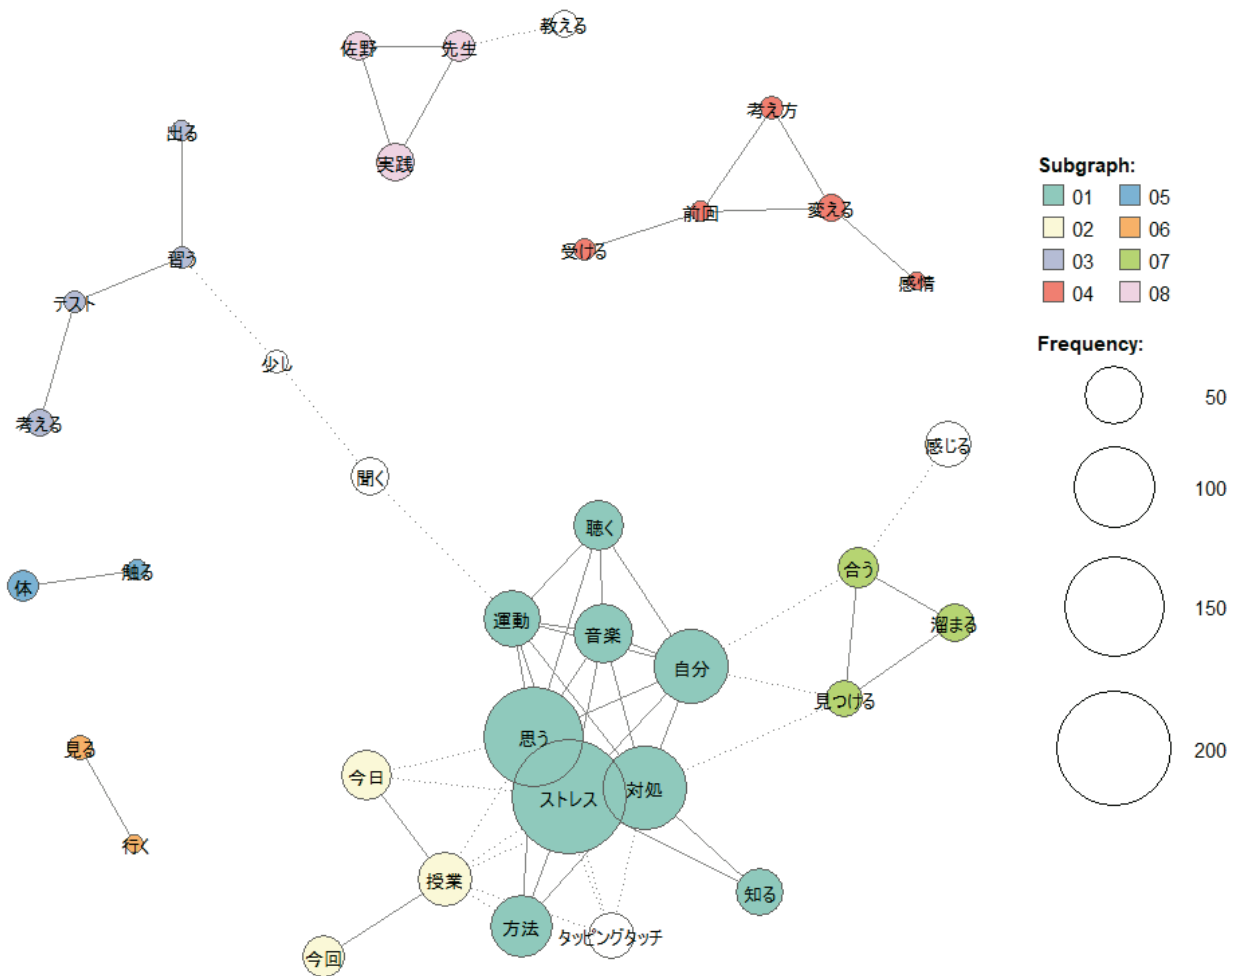 教える
佐野
先生
実践
考え方
出る
前回
変える
受ける
感情
習う
テスト
少し
考える
聞く
感じる
聴く
合う
体
触る
運動
音楽
自分
溜まる
見つける
思う
見る
今日
ストレス
対処
行く
授業
知る
方法
タッピングタッチ
今回
Subgraph:
01
05
02
06
03
07
04
08
Frequency:
50
100
150
200